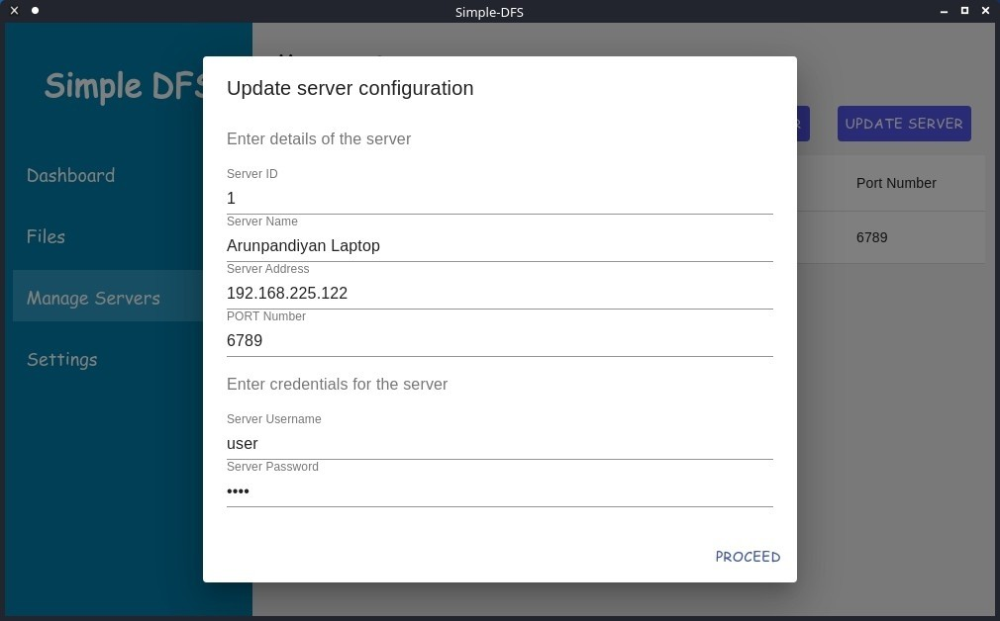 Simple-DFS
Simple DFS
Dashboard
Files
Manage Servers
Settings
UPDATE SERVER
Port Number
6789
Update server configuration
Enter details of the server
Server ID
1
Server Name
Arunpandiyan Laptop
Server Address
192.168.225.122
PORT Number
6789
Enter credentials for the server
Server Username
user
Server Password
••••
PROCEED